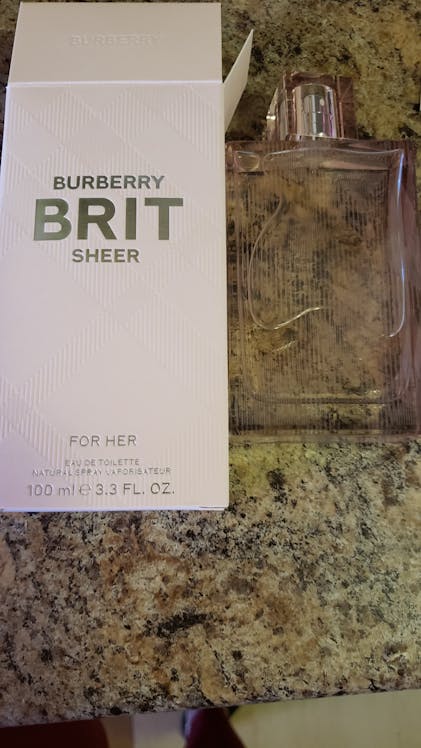 BURBERRY
BURBERRY
BRIT
SHEER
FOR HER
EAU DE TOILETTE
NATURAL SPRAY VAPORISATEUR
100 ml ℮ 3.3 FL. OZ.